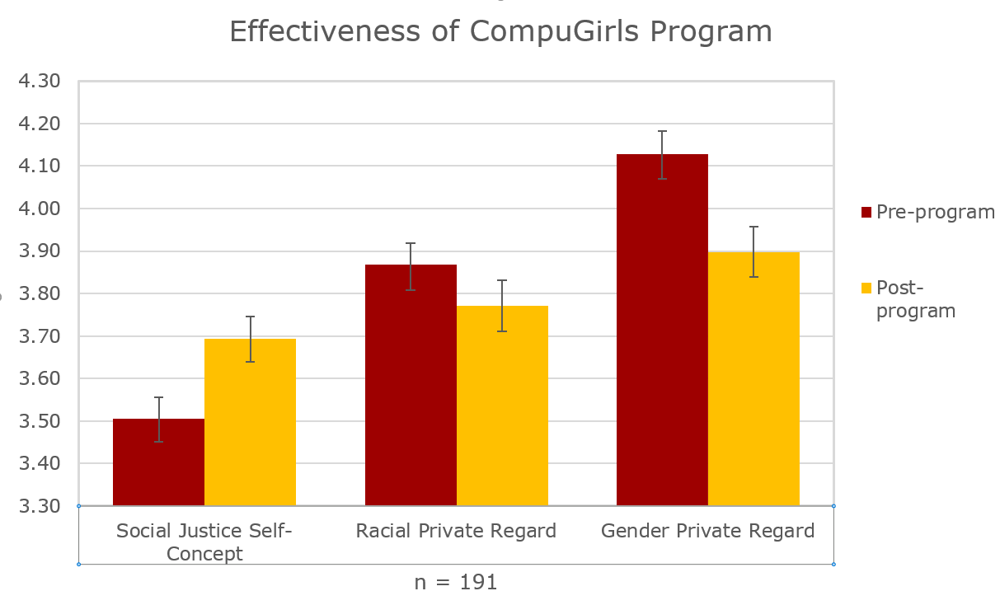 Effectiveness of CompuGirls Program
4.30
4.20
4.10
4.00
3.90
3.80
3.70
3.60
3.50
3.40
3.30
Pre-program
Post-
program
Social Justice Self-
Concept
Racial Private Regard
Gender Private Regard
n = 191